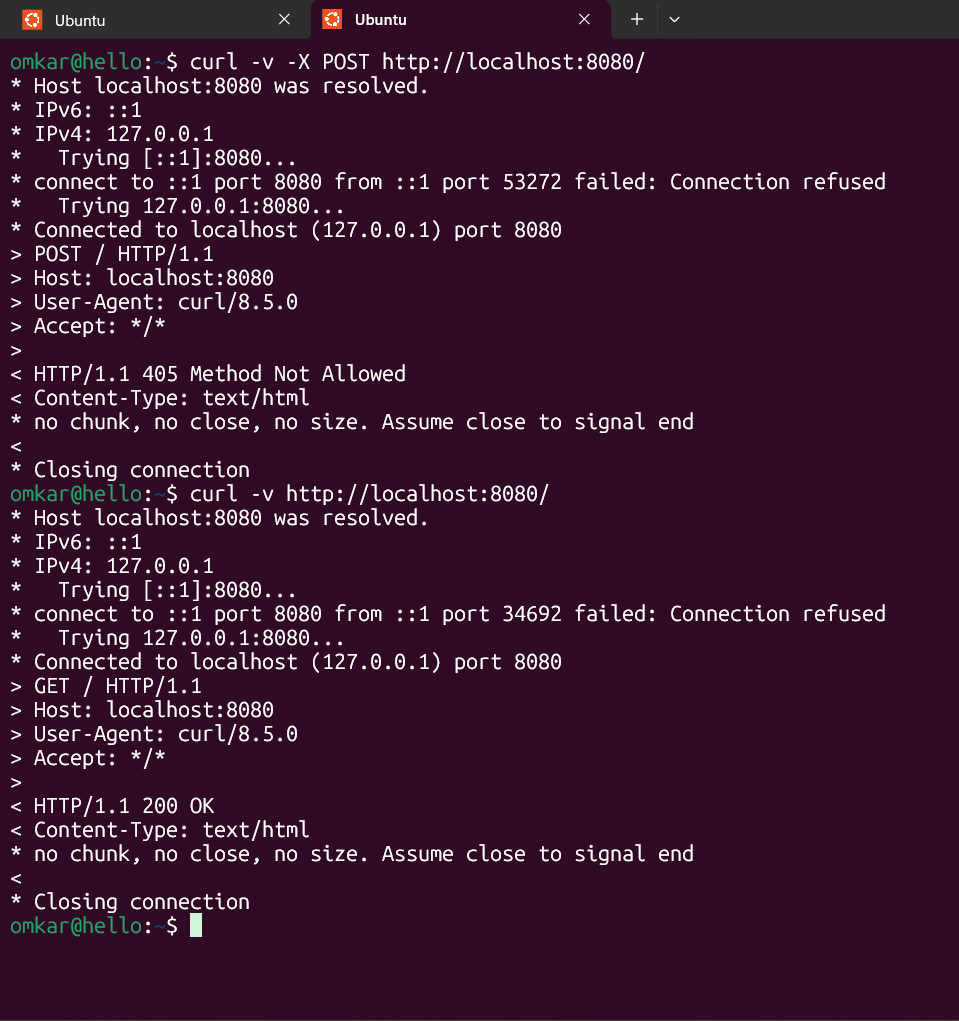 Ubuntu
Ubuntu
omkar@hello:~$ curl -v -X POST http://localhost:8080/
* Host localhost:8080 was resolved.
* IPv6: ::1
* IPv4: 127.0.0.1
*   Trying [::1]:8080...
* connect to ::1 port 8080 from ::1 port 53272 failed: Connection refused
*   Trying 127.0.0.1:8080...
* Connected to localhost (127.0.0.1) port 8080
> POST / HTTP/1.1
> Host: localhost:8080
> User-Agent: curl/8.5.0
> Accept: */*
>
< HTTP/1.1 405 Method Not Allowed
< Content-Type: text/html
* no chunk, no close, no size. Assume close to signal end
<
* Closing connection
omkar@hello:~$ curl -v http://localhost:8080/
* Host localhost:8080 was resolved.
* IPv6: ::1
* IPv4: 127.0.0.1
*   Trying [::1]:8080...
* connect to ::1 port 8080 from ::1 port 34692 failed: Connection refused
*   Trying 127.0.0.1:8080...
* Connected to localhost (127.0.0.1) port 8080
> GET / HTTP/1.1
> Host: localhost:8080
> User-Agent: curl/8.5.0
> Accept: */*
>
< HTTP/1.1 200 OK
< Content-Type: text/html
* no chunk, no close, no size. Assume close to signal end
<
* Closing connection
omkar@hello:~$